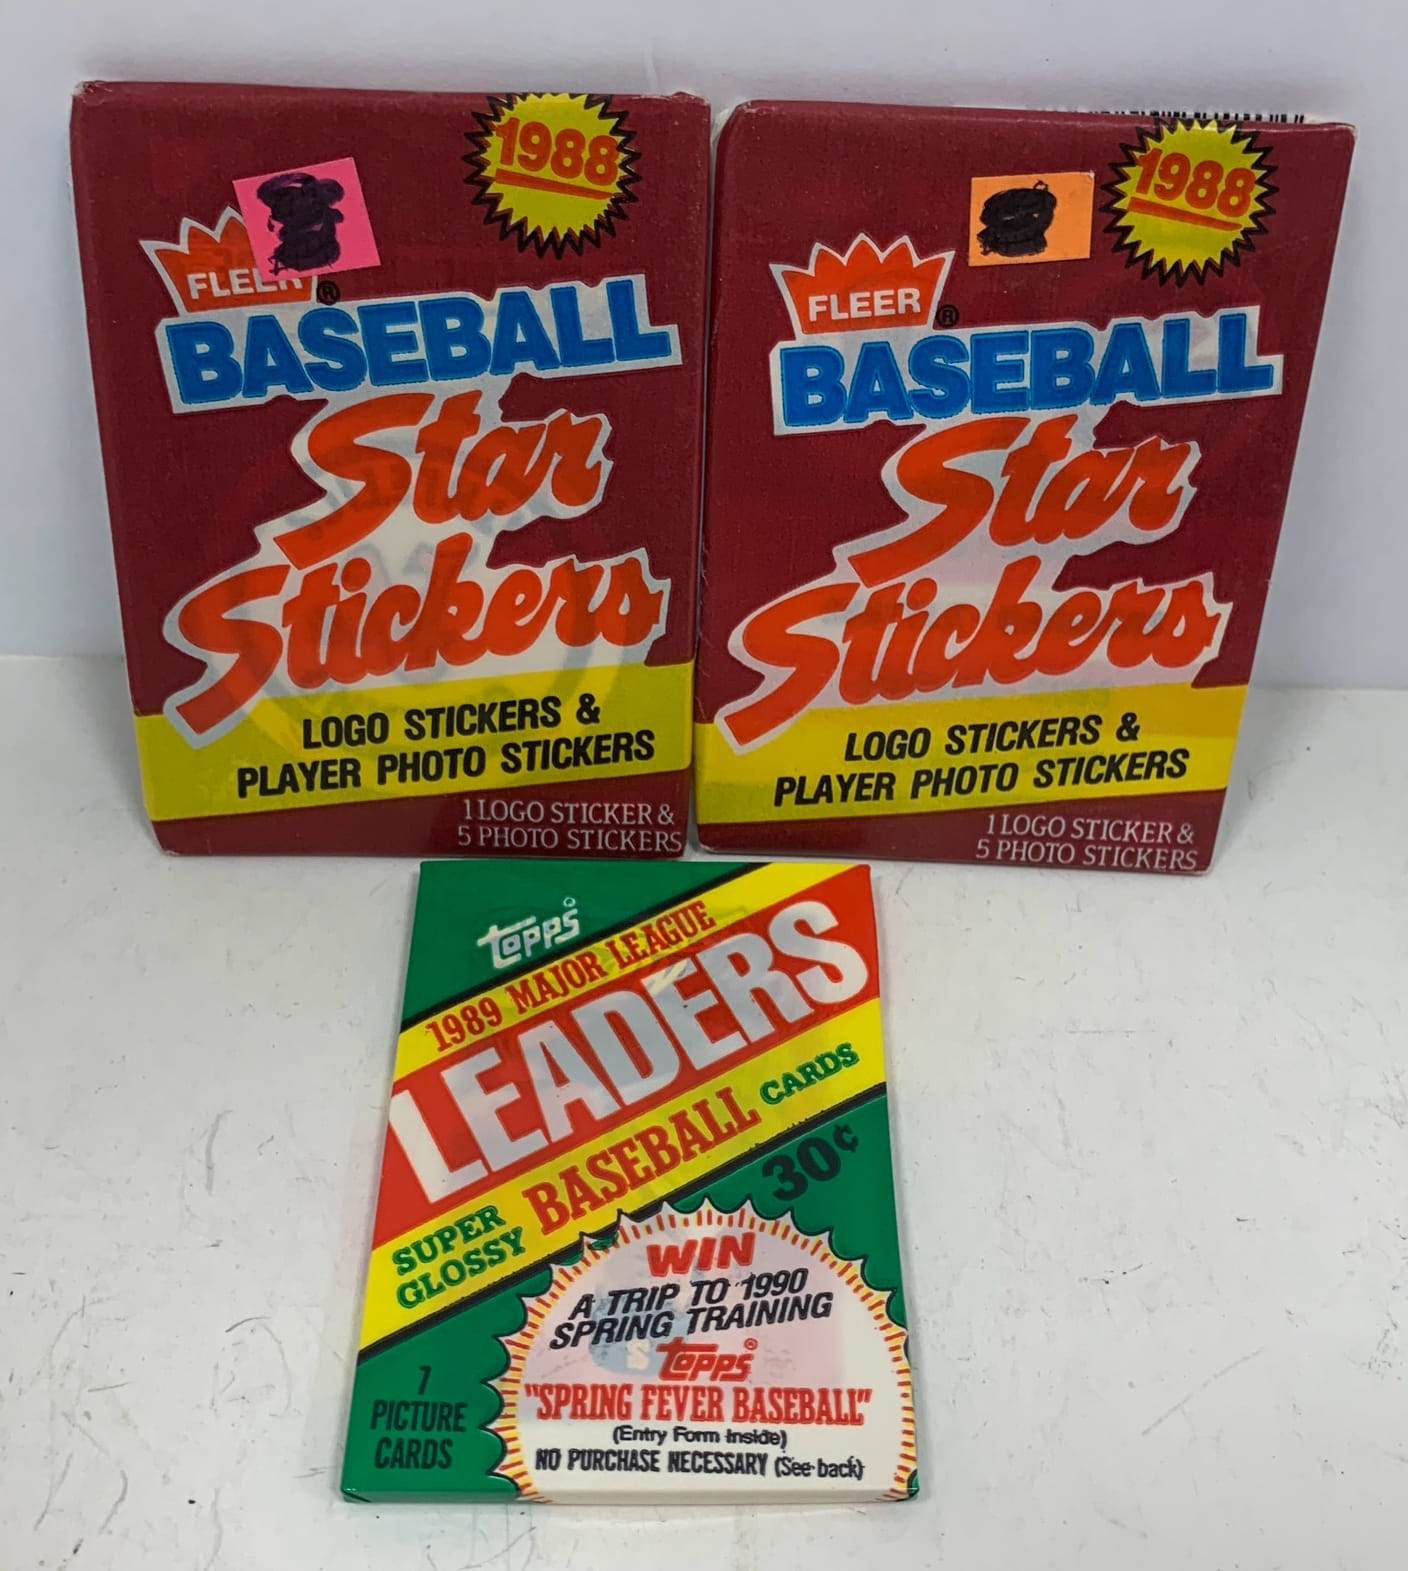 1988
FLEER®
BASEBALL
Star
Stickers
LOGO STICKERS &
PLAYER PHOTO STICKERS
1 LOGO STICKER &
5 PHOTO STICKERS
1988
FLEER®
BASEBALL
Star
Stickers
LOGO STICKERS &
PLAYER PHOTO STICKERS
1 LOGO STICKER &
5 PHOTO STICKERS
topps®
1989 MAJOR LEAGUE
LEADERS
SUPER GLOSSY BASEBALL CARDS
30¢
WIN
A TRIP TO 1990
SPRING TRAINING
topps®
"SPRING FEVER BASEBALL"
(Entry Form Inside)
NO PURCHASE NECESSARY (See back)
7
PICTURE
CARDS